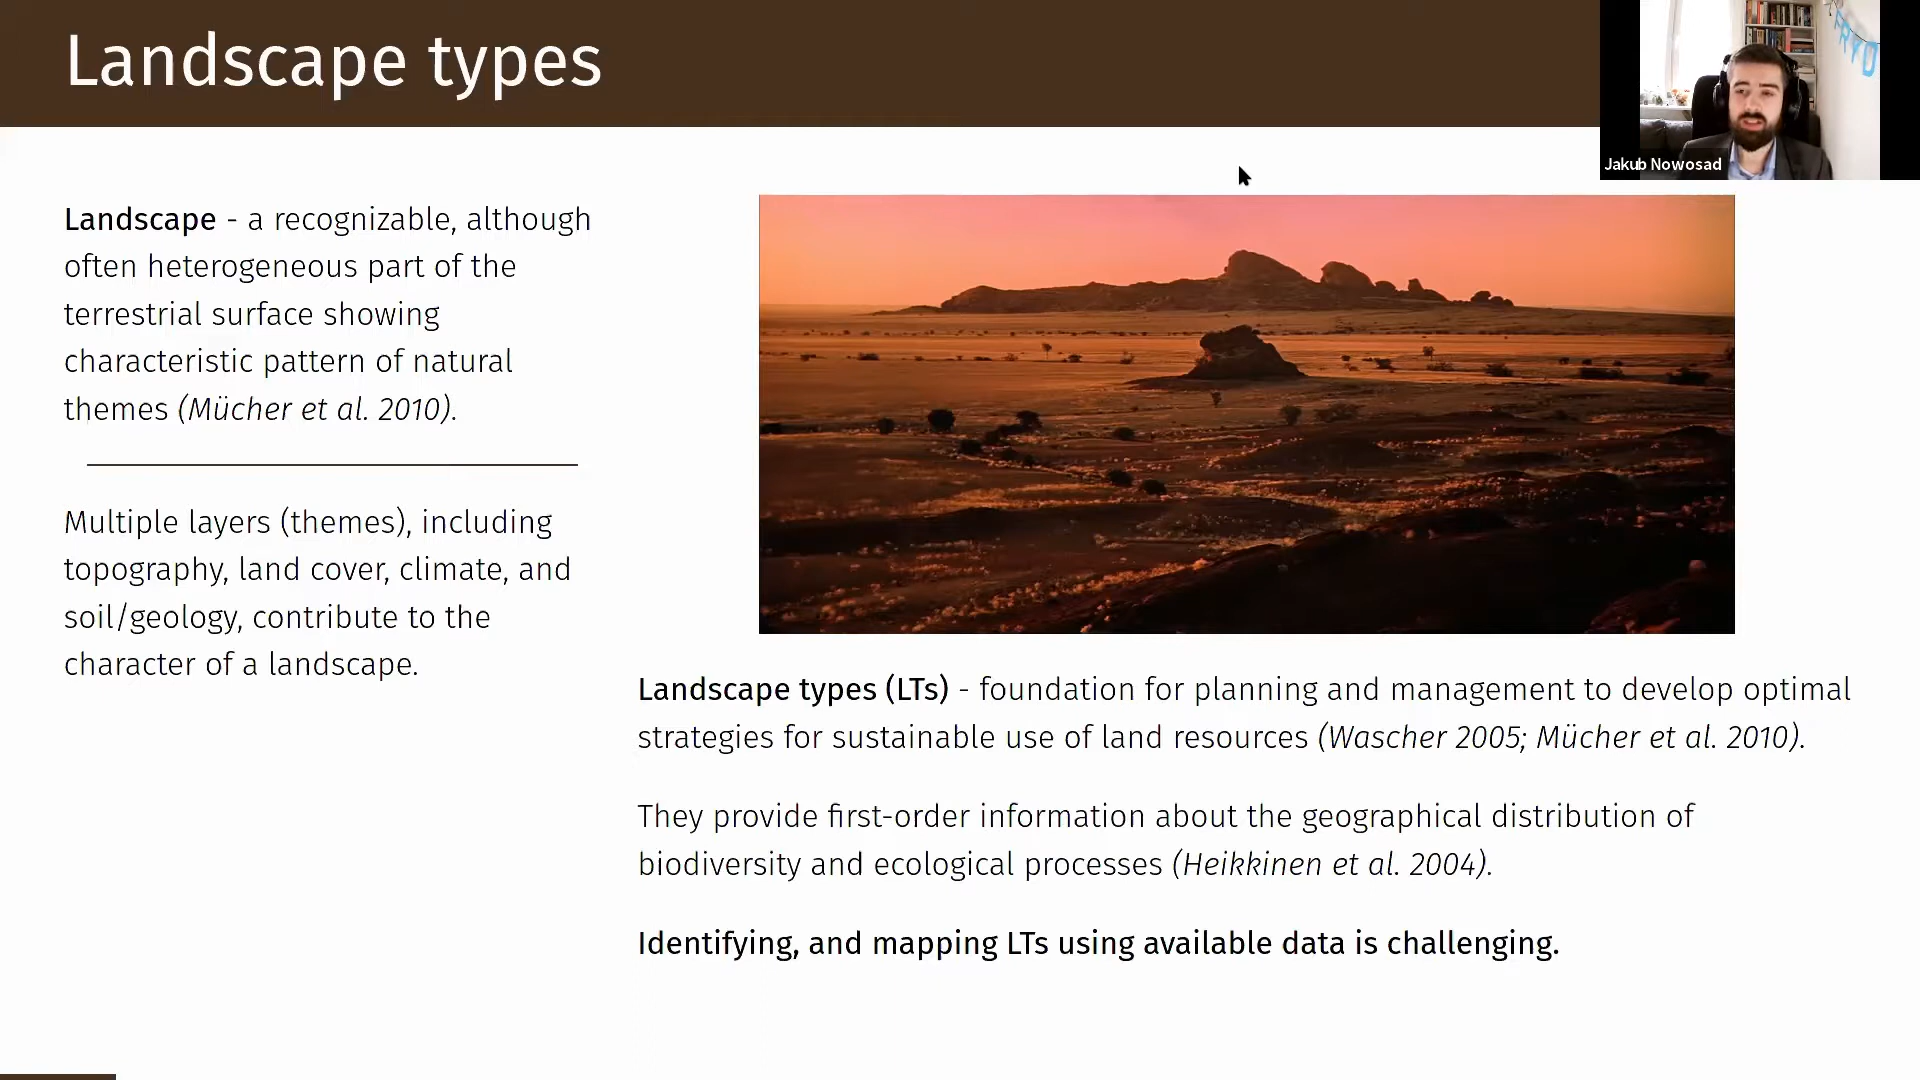 Landscape types
Jakub Nowosad
Landscape - a recognizable, although
often heterogeneous part of the
terrestrial surface showing
characteristic pattern of natural
themes (Mücher et al. 2010).
Multiple layers (themes), including
topography, land cover, climate, and
soil/geology, contribute to the
character of a landscape.
Landscape types (LTs) - foundation for planning and management to develop optimal
strategies for sustainable use of land resources (Wascher 2005; Mücher et al. 2010).
They provide first-order information about the geographical distribution of
biodiversity and ecological processes (Heikkinen et al. 2004).
Identifying, and mapping LTs using available data is challenging.